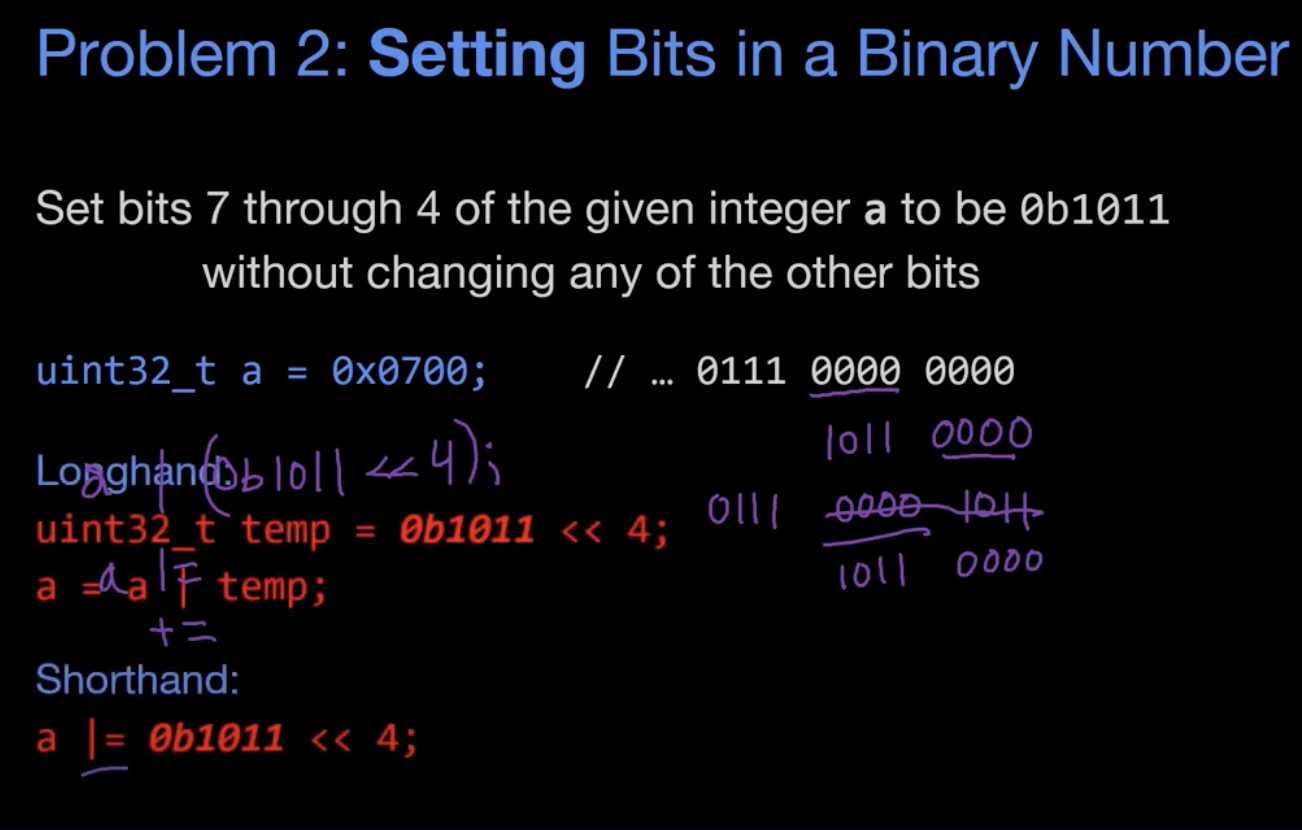 Problem 2: Setting Bits in a Binary Number
Set bits 7 through 4 of the given integer a to be 0b1011
without changing any of the other bits
uint32_t a = 0x0700; // … 0111 0000 0000
1011 0000
Longhand:
a | (0b1011 << 4);
0111 0000 1011
uint32_t temp = 0b1011 << 4;
1011 0000
a = a | temp;
a |=
+=
Shorthand:
a |= 0b1011 << 4;